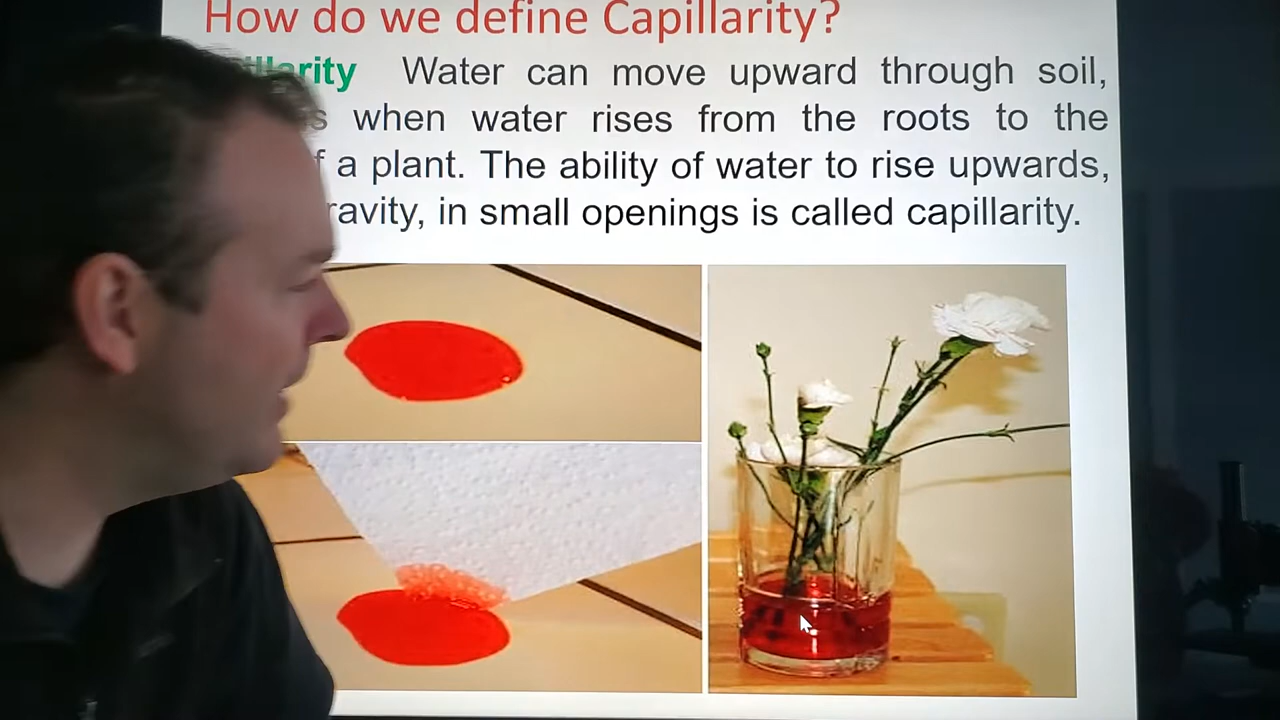 How do we define Capillarity?
Water can move upward through soil,
when water rises from the roots to the
a plant. The ability of water to rise upwards,
in small openings is called capillarity.